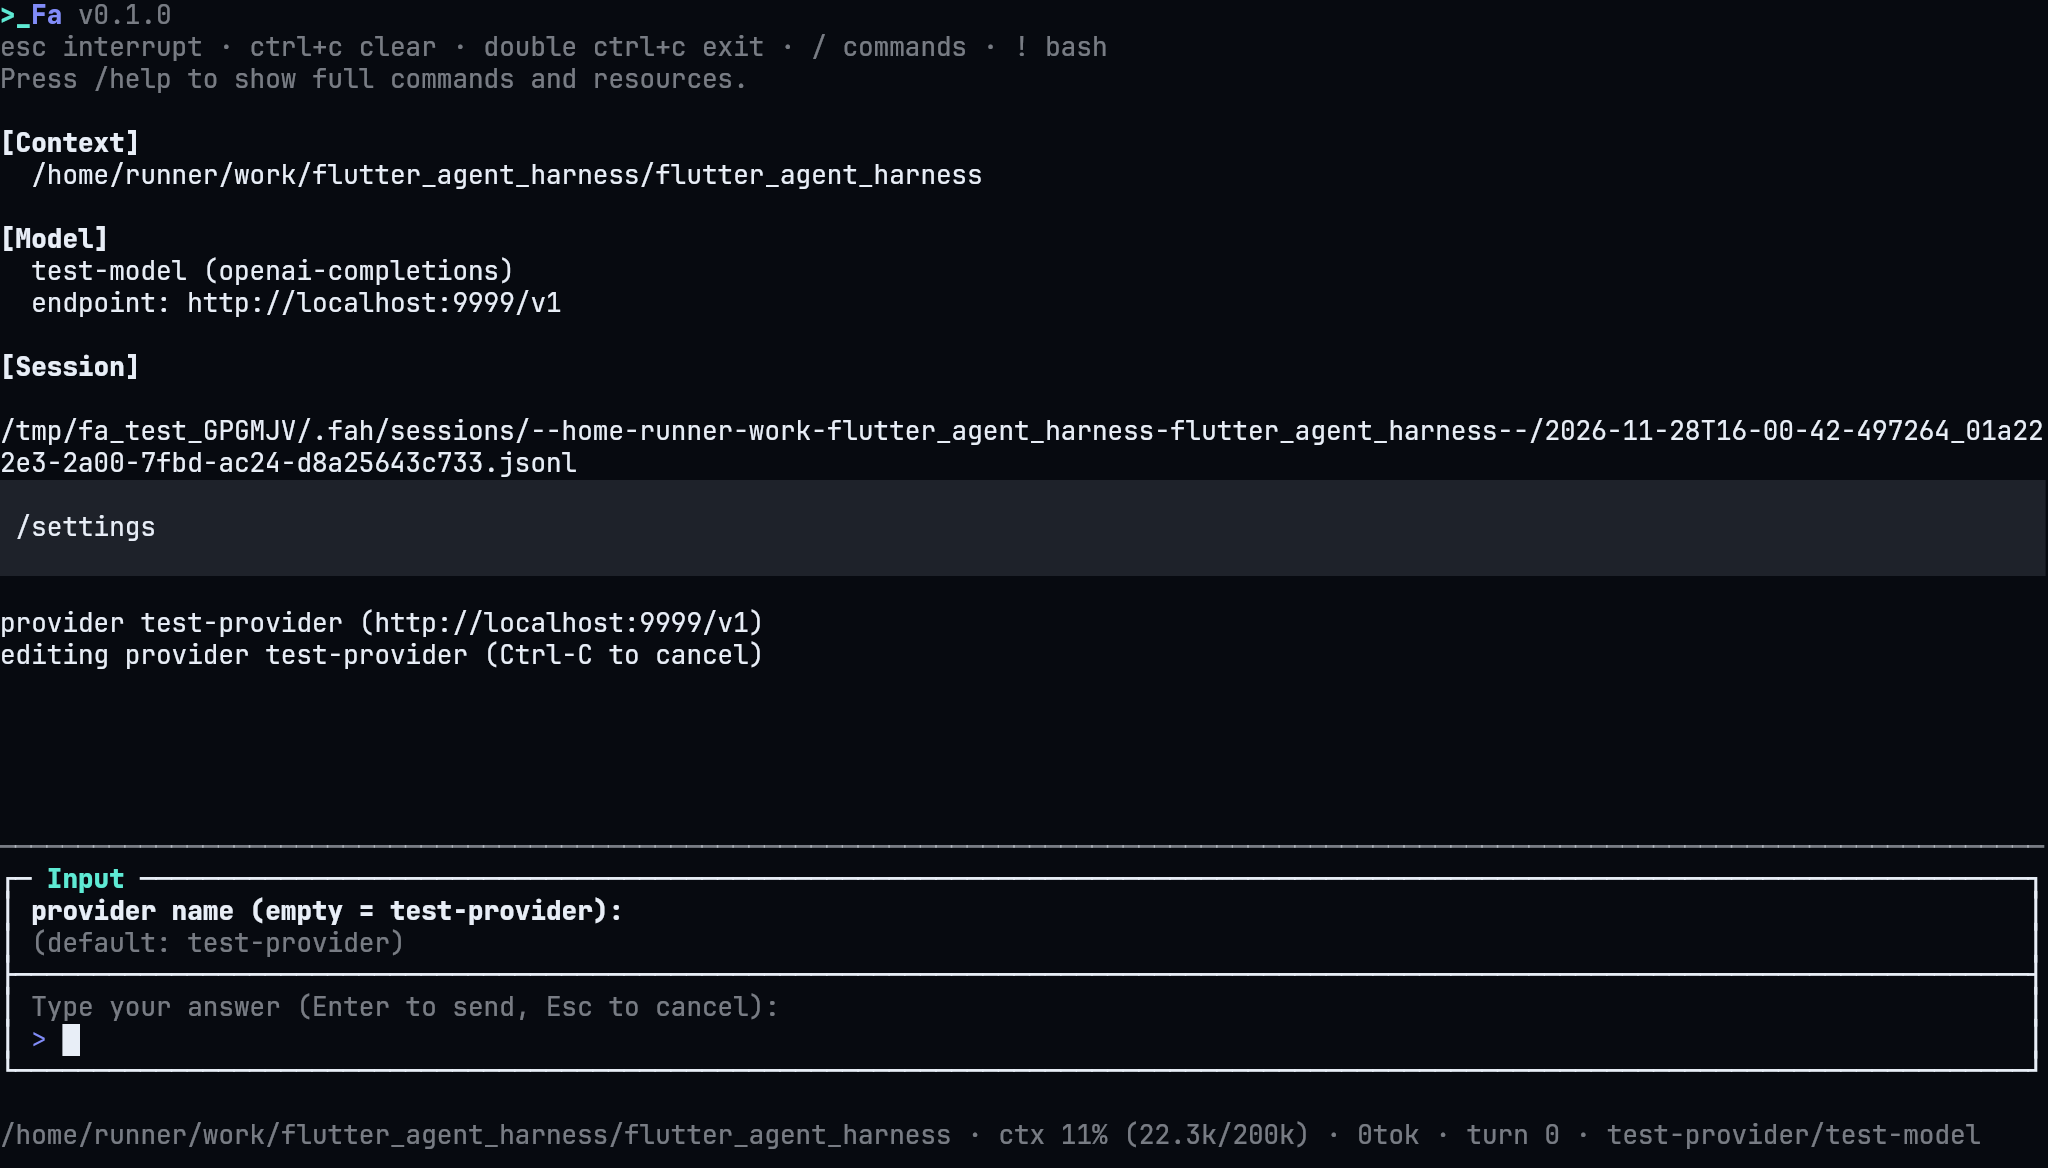 >_Fa v0.1.0
esc interrupt · ctrl+c clear · double ctrl+c exit · / commands · ! bash
Press /help to show full commands and resources.
[Context]
/home/runner/work/flutter_agent_harness/flutter_agent_harness
[Model]
test-model (openai-completions)
endpoint: http://localhost:9999/v1
[Session]
/tmp/fa_test_GPGMJV/.fah/sessions/--home-runner-work-flutter_agent_harness-flutter_agent_harness--/2026-11-28T16-00-42-497264_01a22
2e3-2a00-7fbd-ac24-d8a25643c733.jsonl
/settings
provider test-provider (http://localhost:9999/v1)
editing provider test-provider (Ctrl-C to cancel)
Input
provider name (empty = test-provider):
(default: test-provider)
Type your answer (Enter to send, Esc to cancel):
>
/home/runner/work/flutter_agent_harness/flutter_agent_harness · ctx 11% (22.3k/200k) · 0tok · turn 0 · test-provider/test-model